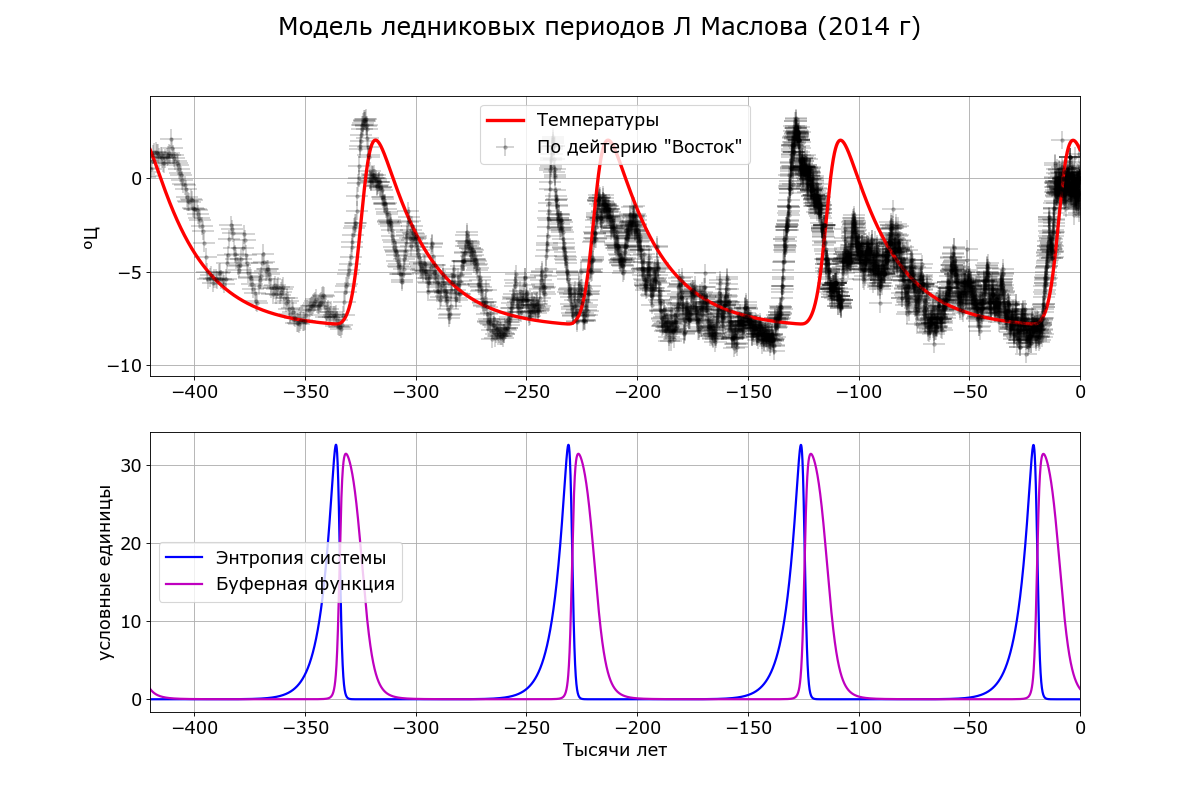 Модель ледниковых периодов Л Маслова (2014 г)
Температуры
По дейтерию "Восток"
ºЦ
0
−5
−10
−400 −350 −300 −250 −200 −150 −100 −50 0
Энтропия системы
Буферная функция
условные единицы
30
20
10
0
−400 −350 −300 −250 −200 −150 −100 −50 0
Тысячи лет